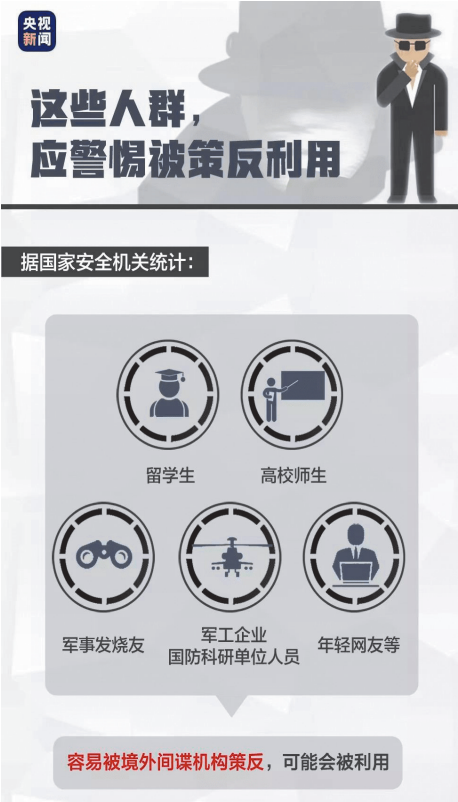 央视
新闻
这些人群，
应警惕被策反利用
据国家安全机关统计：
留学生
高校师生
军事发烧友
军工企业
国防科研单位人员
年轻网友等
容易被境外间谍机构策反，可能会被利用